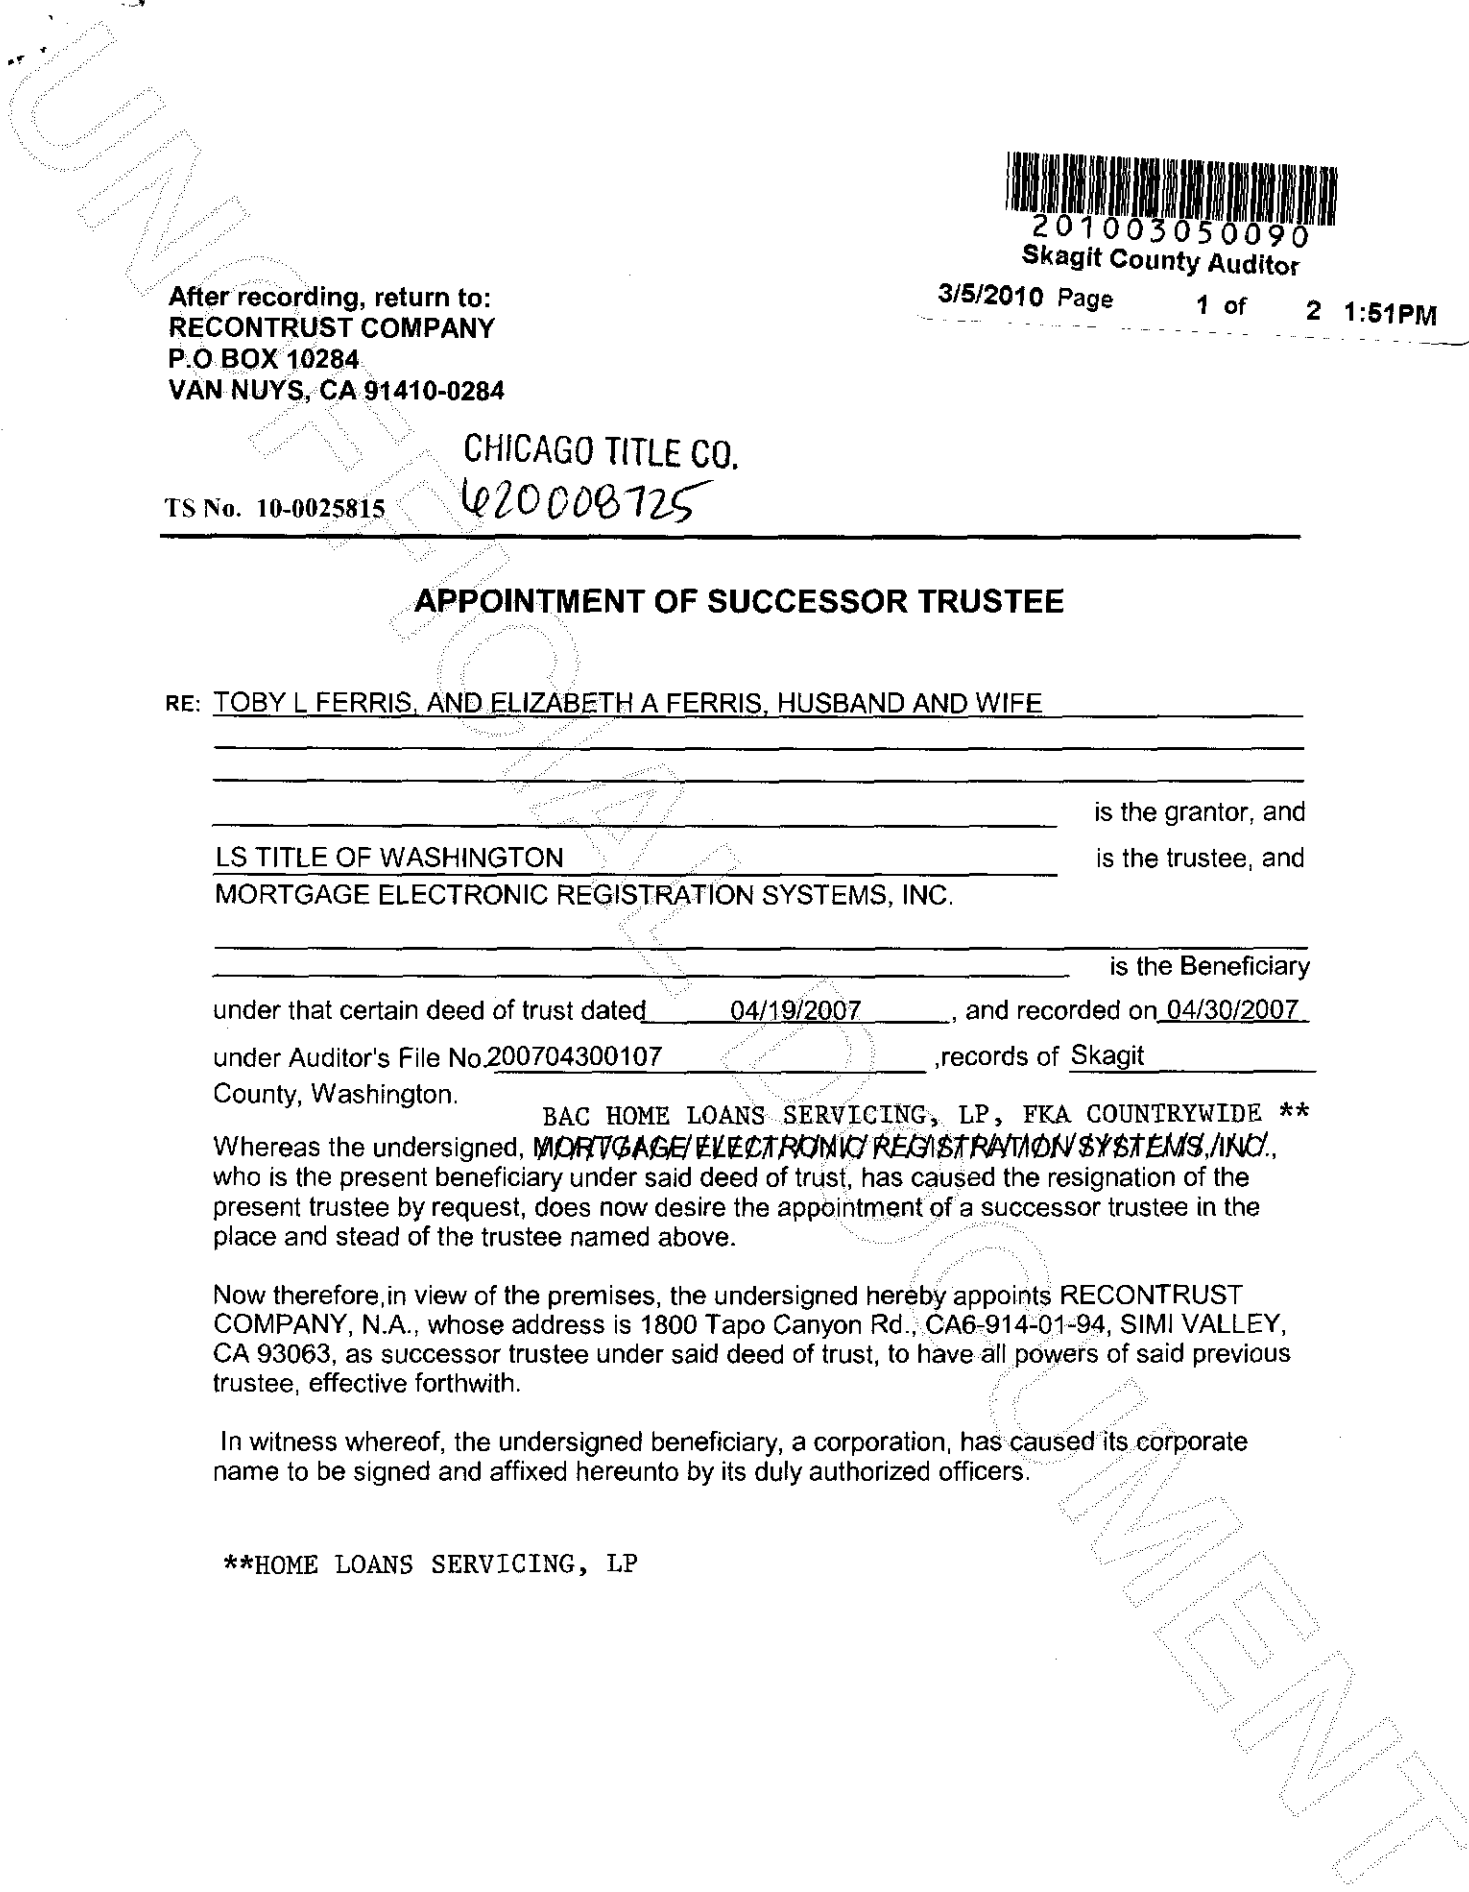 201003050090
Skagit County Auditor
3/5/2010 Page 1 of 2 1:51PM
After recording, return to:
RECONTRUST COMPANY
P.O BOX 10284
VAN NUYS, CA 91410-0284
CHICAGO TITLE CO.
TS No. 10-0025815 620008725
APPOINTMENT OF SUCCESSOR TRUSTEE
RE: TOBY L FERRIS, AND ELIZABETH A FERRIS, HUSBAND AND WIFE
is the grantor, and
LS TITLE OF WASHINGTON is the trustee, and
MORTGAGE ELECTRONIC REGISTRATION SYSTEMS, INC.
is the Beneficiary
under that certain deed of trust dated 04/19/2007 , and recorded on 04/30/2007
under Auditor's File No.200704300107 ,records of Skagit
County, Washington.
BAC HOME LOANS SERVICING, LP, FKA COUNTRYWIDE **
Whereas the undersigned, MORTGAGE ELECTRONIC REGISTRATION SYSTEMS, INC.,
who is the present beneficiary under said deed of trust, has caused the resignation of the
present trustee by request, does now desire the appointment of a successor trustee in the
place and stead of the trustee named above.
Now therefore,in view of the premises, the undersigned hereby appoints RECONTRUST
COMPANY, N.A., whose address is 1800 Tapo Canyon Rd., CA6-914-01-94, SIMI VALLEY,
CA 93063, as successor trustee under said deed of trust, to have all powers of said previous
trustee, effective forthwith.
In witness whereof, the undersigned beneficiary, a corporation, has caused its corporate
name to be signed and affixed hereunto by its duly authorized officers.
**HOME LOANS SERVICING, LP
UNOFFICIAL DOCUMENT